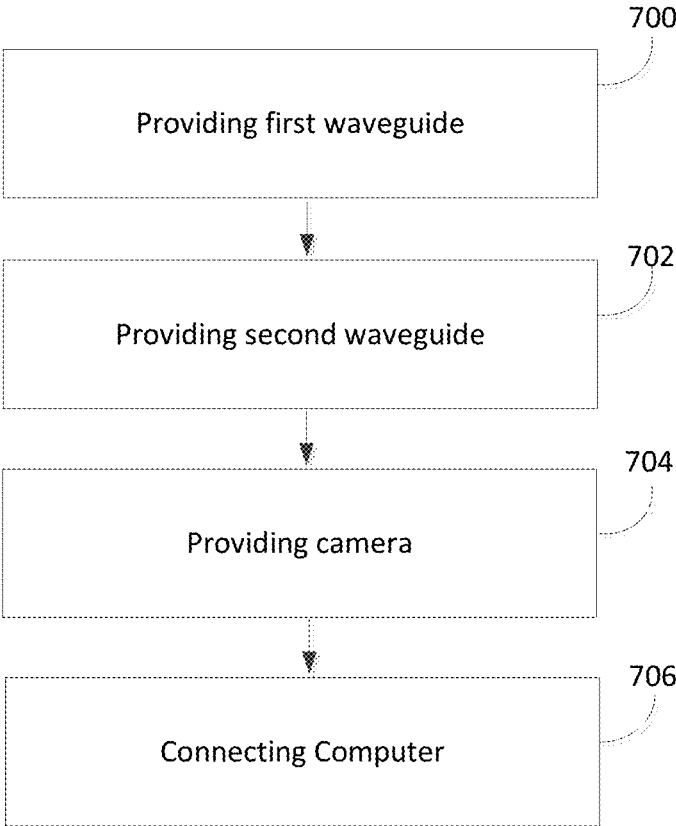 700
Providing first waveguide
702
Providing second waveguide
704
Providing camera
706
Connecting Computer